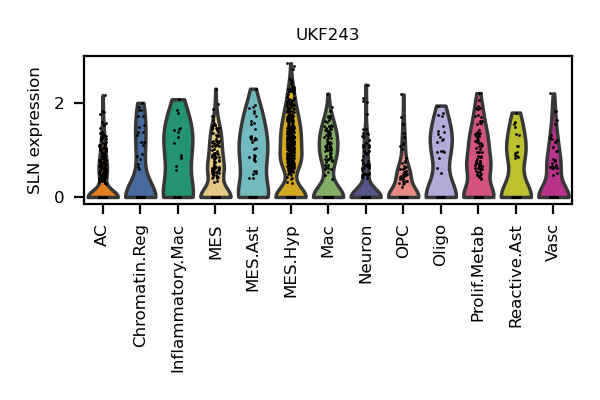 UKF243
SLN expression
2
0
AC
Chromatin.Reg
Inflammatory.Mac
MES
MES.Ast
MES.Hyp
Mac
Neuron
OPC
Oligo
Prolif.Metab
Reactive.Ast
Vasc